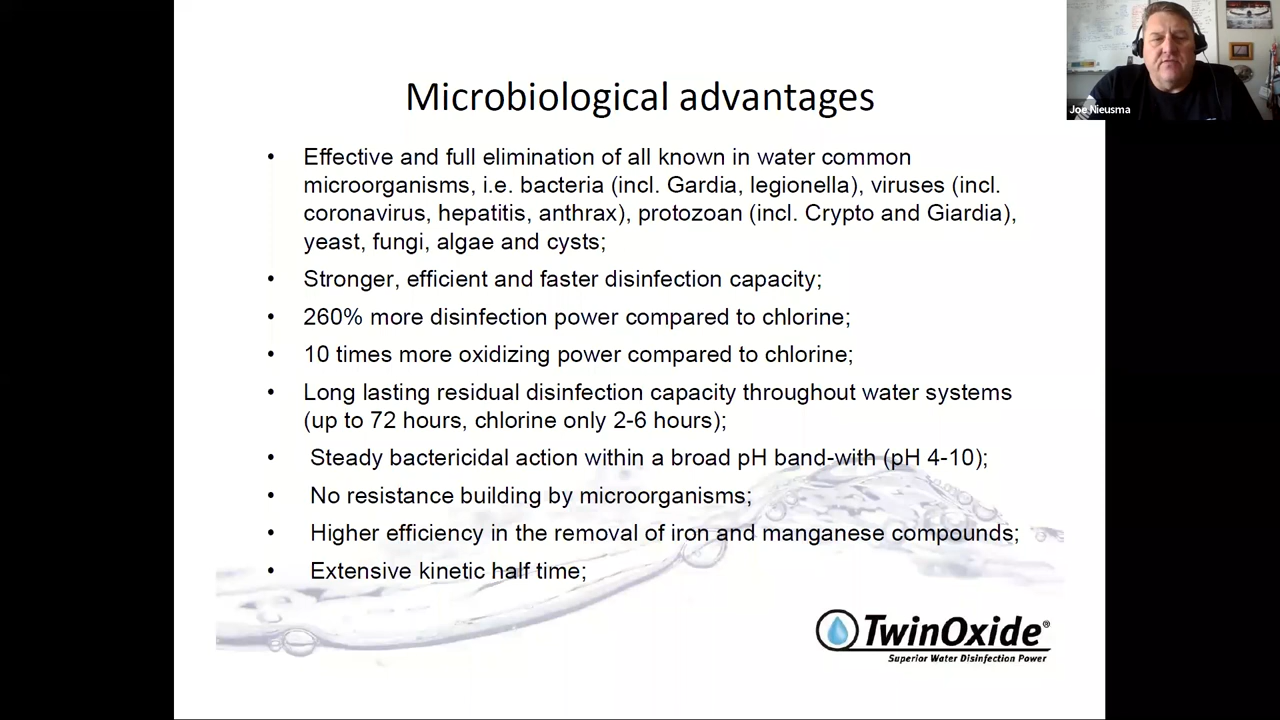 Microbiological advantages
• Effective and full elimination of all known in water common
microorganisms, i.e. bacteria (incl. Gardia, legionella), viruses (incl.
coronavirus, hepatitis, anthrax), protozoan (incl. Crypto and Giardia),
yeast, fungi, algae and cysts;
• Stronger, efficient and faster disinfection capacity;
• 260% more disinfection power compared to chlorine;
• 10 times more oxidizing power compared to chlorine;
• Long lasting residual disinfection capacity throughout water systems
(up to 72 hours, chlorine only 2-6 hours);
• Steady bactericidal action within a broad pH band-with (pH 4-10);
• No resistance building by microorganisms;
• Higher efficiency in the removal of iron and manganese compounds;
• Extensive kinetic half time;
TwinOxide®
Superior Water Disinfection Power
Joe Nieusma